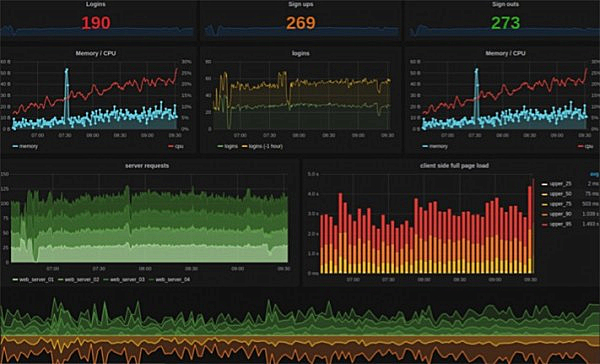 Logins
Sign ups
Sign outs
190
269
273
Memory / CPU
logins
Memory / CPU
60 B
50 B
40 B
30 B
20 B
10 B
0 B
30%
25%
20%
15%
10%
5%
0%
07:00
07:30
08:00
08:30
09:00
09:30
memory
cpu
80
60
40
20
0
07:00
07:30
08:00
08:30
09:00
09:30
logins
logins (-1 hour)
60 B
50 B
40 B
30 B
20 B
10 B
0 B
30%
25%
20%
15%
10%
5%
0%
07:00
07:30
08:00
08:30
09:00
09:30
memory
cpu
server requests
150
125
100
75
50
25
0
07:00
07:30
08:00
08:30
09:00
09:30
web_server_01
web_server_02
web_server_03
web_server_04
client side full page load
5.0 s
4.0 s
3.0 s
2.0 s
1.0 s
0 ms
07:00
07:30
08:00
08:30
09:00
09:30
avg
upper_25 2 ms
upper_50 75 ms
upper_75 503 ms
upper_90 1.038 s
upper_95